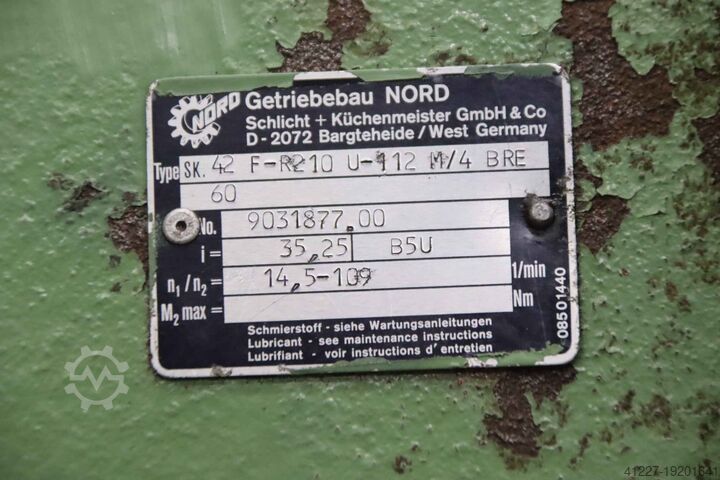 NORD Getriebebau NORD
Schlicht + Küchenmeister GmbH & Co
D-2072 Bargteheide / West Germany
Type SK. 42 F-R210 U-112 M/4 BRE
60
No. 9031877.00
i = 35,25 B5U
n₁ / n₂ = 14,5-109 1/min
M₂ max = Nm
Schmierstoff - siehe Wartungsanleitungen
Lubricant - see maintenance instructions
Lubrifiant - voir instructions d'entretien
08501440
41227-19201641